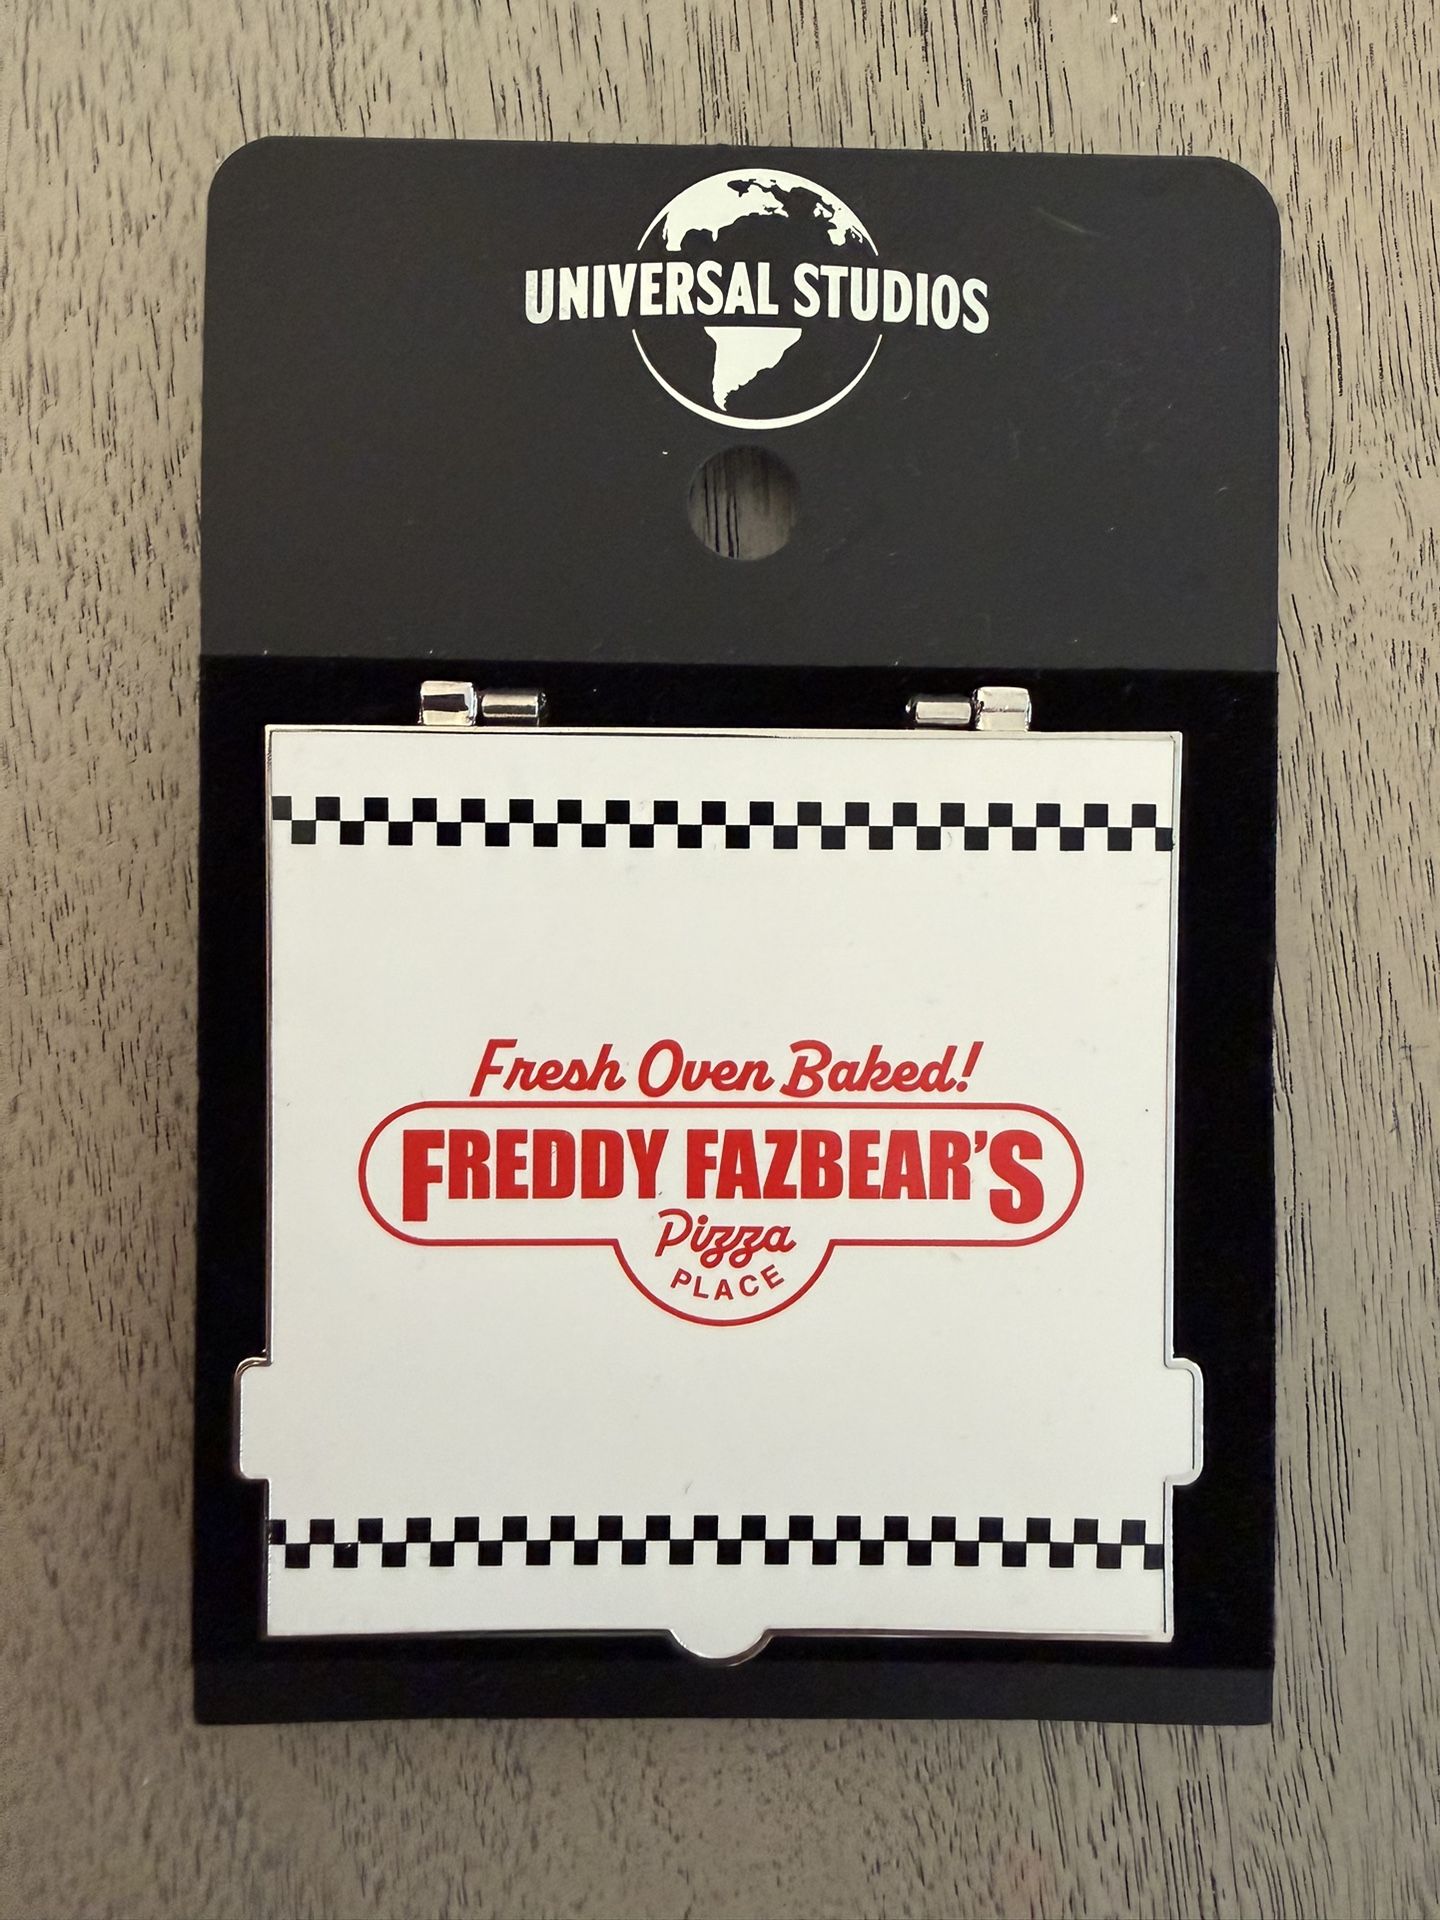 UNIVERSAL STUDIOS
Fresh Oven Baked!
FREDDY FAZBEAR'S
Pizza
PLACE